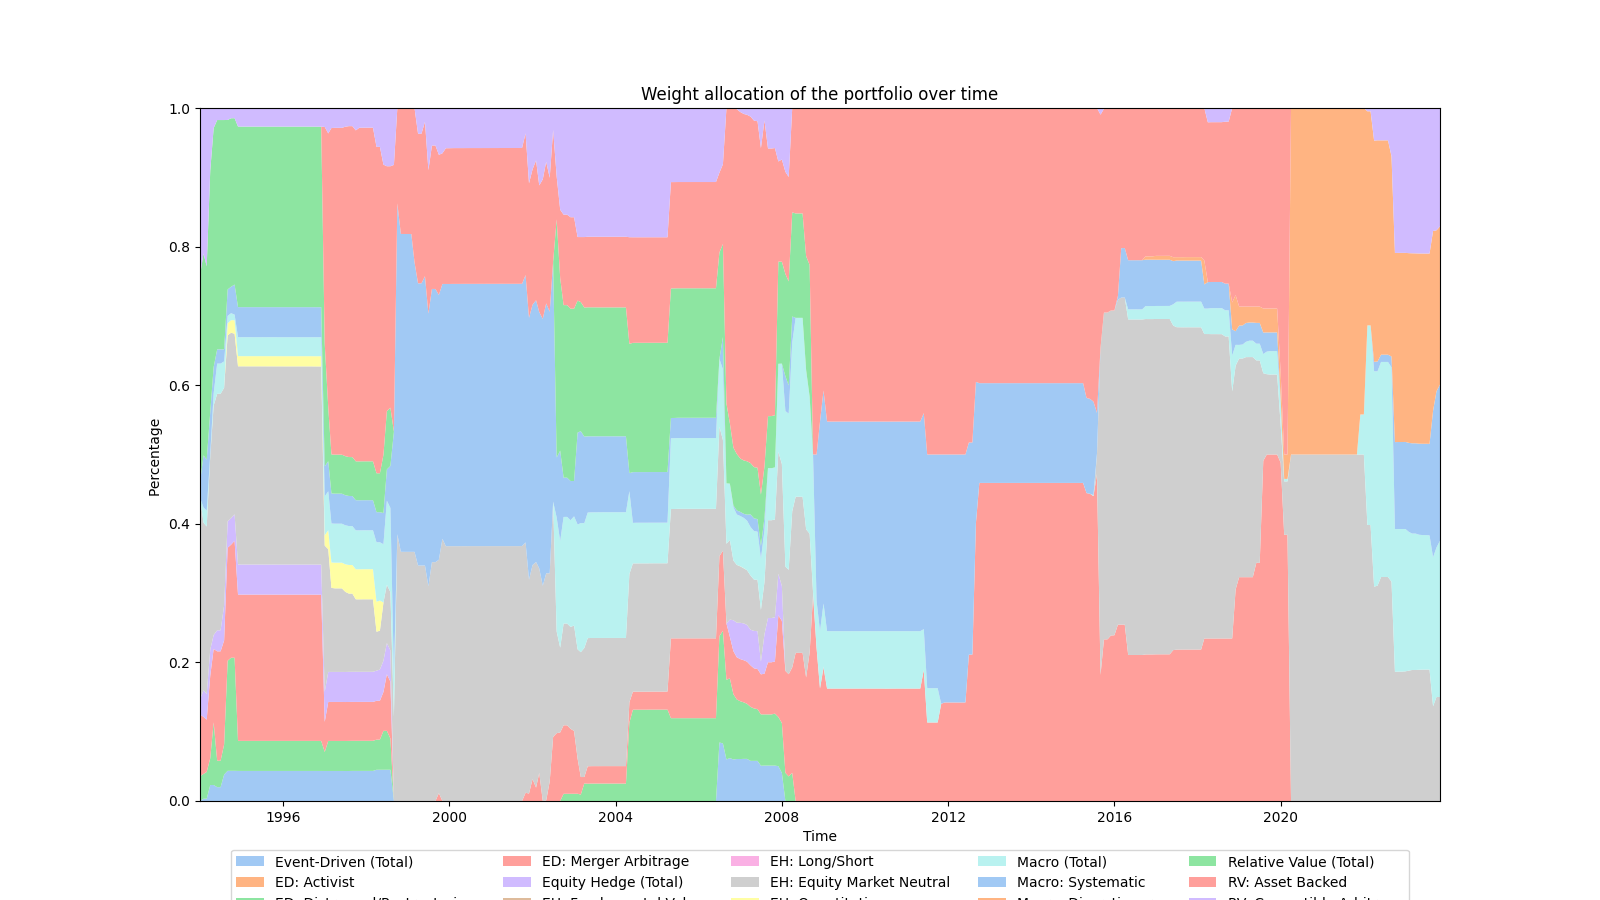 Weight allocation of the portfolio over time
1.0
0.8
0.6
0.4
0.2
0.0
Percentage
1996 2000 2004 2008 2012 2016 2020
Time
Event-Driven (Total) ED: Merger Arbitrage EH: Long/Short Macro (Total) Relative Value (Total)
ED: Activist Equity Hedge (Total) EH: Equity Market Neutral Macro: Systematic RV: Asset Backed